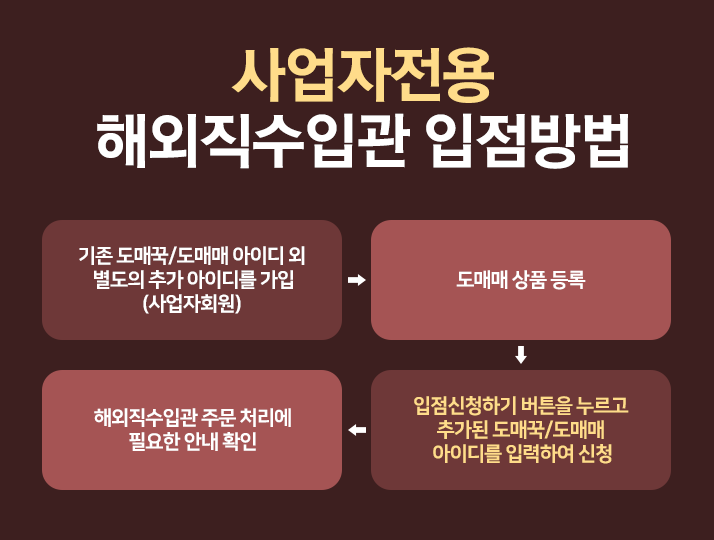 사업자전용
해외직수입관 입점방법
기존 도매꾹/도매매 아이디 외
별도의 추가 아이디를 가입
(사업자회원)
도매매 상품 등록
입점신청하기 버튼을 누르고
추가된 도매꾹/도매매
아이디를 입력하여 신청
해외직수입관 주문 처리에
필요한 안내 확인